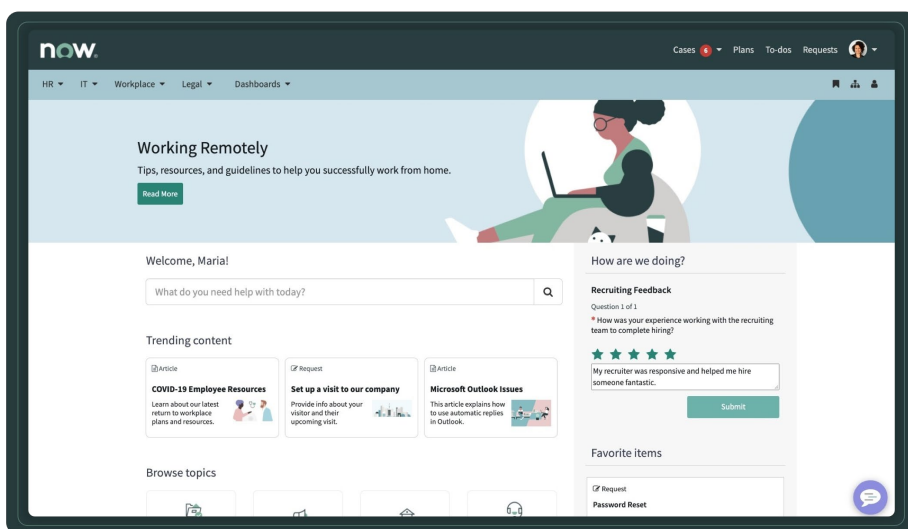 now.
Cases 6 Plans To-dos Requests
HR IT Workplace Legal Dashboards
Working Remotely
Tips, resources, and guidelines to help you successfully work from home.
Read More
Welcome, Maria!
What do you need help with today?
Trending content
Article
COVID-19 Employee Resources
Learn about our latest
return to workplace
plans and resources.
Request
Set up a visit to our company
Provide info about your
visitor and their
upcoming visit.
Article
Microsoft Outlook Issues
This article explains how
to use automatic replies
in Outlook.
Browse topics
How are we doing?
Recruiting Feedback
Question 1 of 1
* How was your experience working with the recruiting
team to complete hiring?
My recruiter was responsive and helped me hire
someone fantastic.
Submit
Favorite items
Request
Password Reset